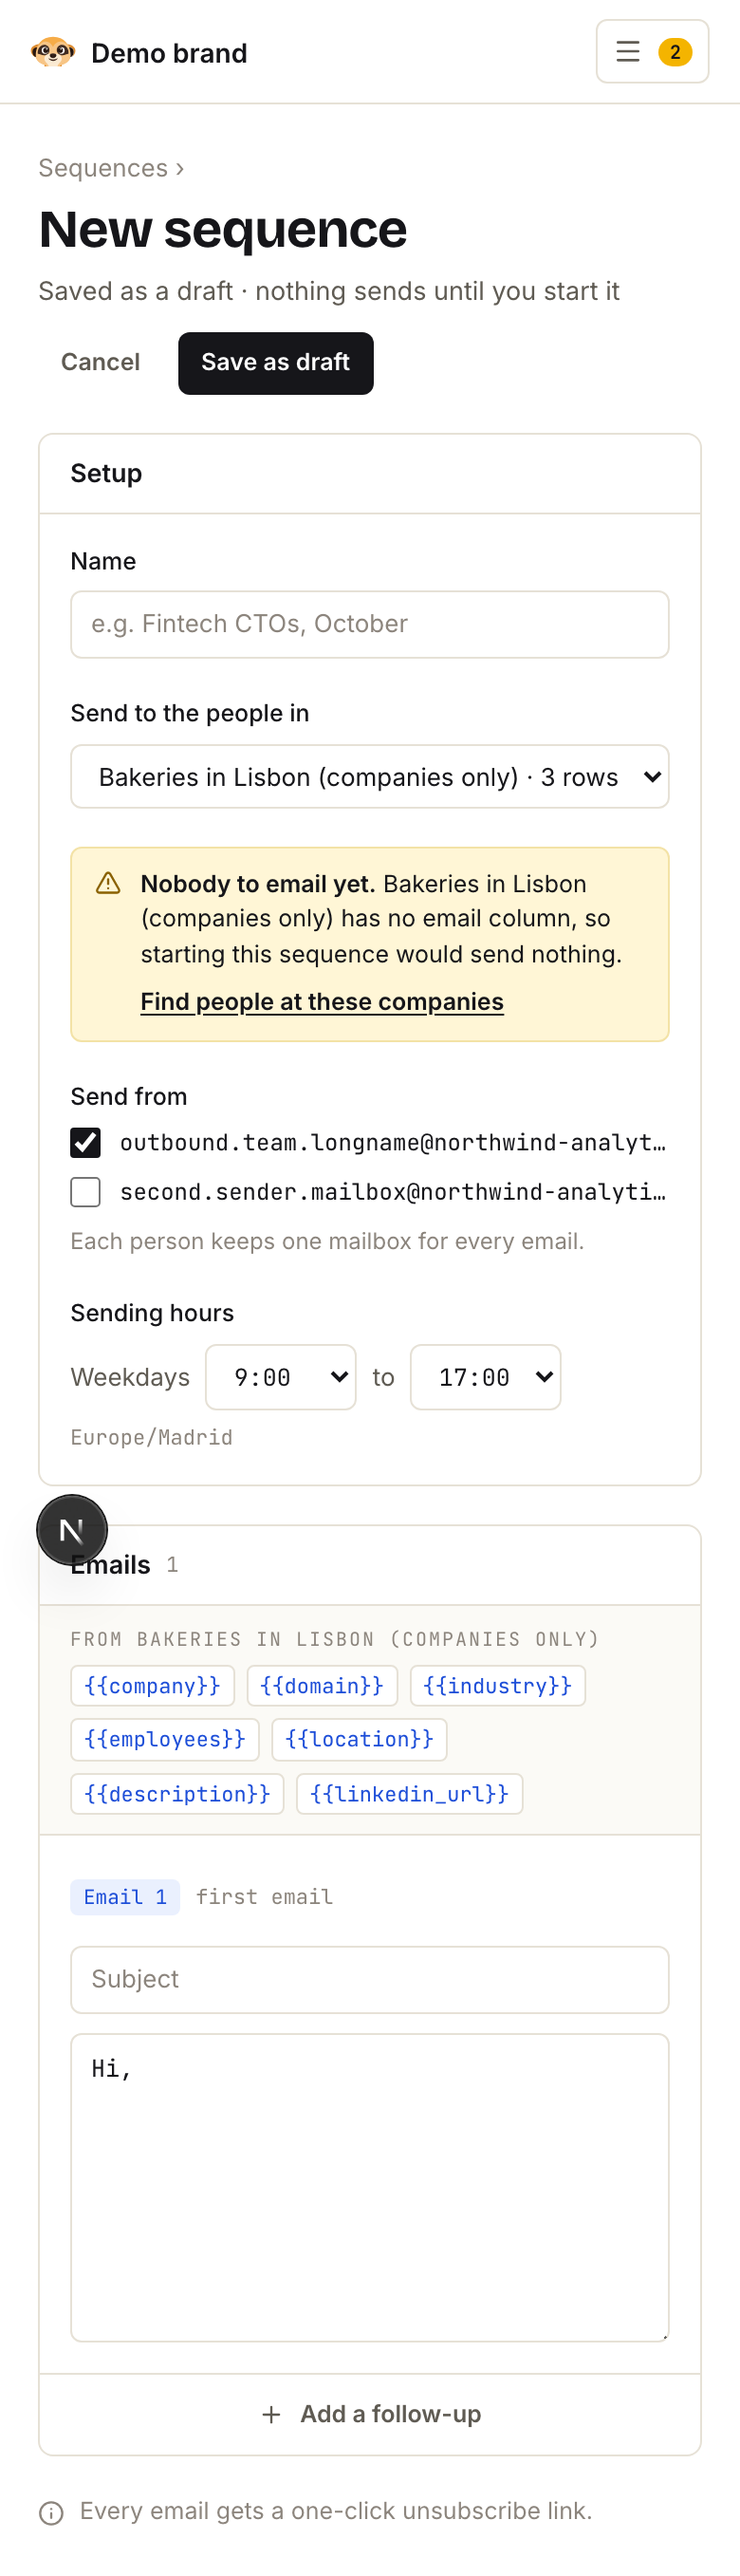 Demo brand
2
Sequences ›
New sequence
Saved as a draft · nothing sends until you start it
Cancel
Save as draft
Setup
Name
e.g. Fintech CTOs, October
Send to the people in
Bakeries in Lisbon (companies only) · 3 rows
Nobody to email yet. Bakeries in Lisbon
(companies only) has no email column, so
starting this sequence would send nothing.
Find people at these companies
Send from
outbound.team.longname@northwind-analyt…
second.sender.mailbox@northwind-analyti…
Each person keeps one mailbox for every email.
Sending hours
Weekdays 9:00 to 17:00
Europe/Madrid
N
Emails 1
FROM BAKERIES IN LISBON (COMPANIES ONLY)
{{company}} {{domain}} {{industry}}
{{employees}} {{location}}
{{description}} {{linkedin_url}}
Email 1 first email
Subject
Hi,
+ Add a follow-up
Every email gets a one-click unsubscribe link.